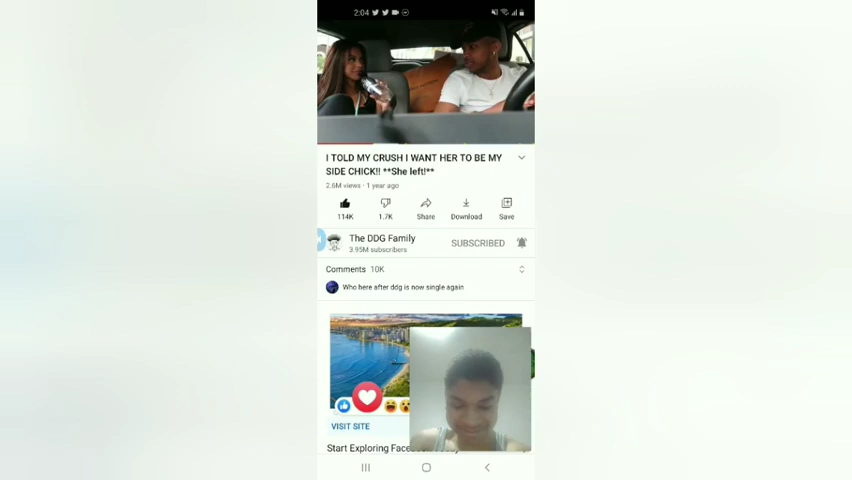 2:04
I TOLD MY CRUSH I WANT HER TO BE MY
SIDE CHICK!! **She left!**
2.6M views · 1 year ago
114K
1.7K
Share
Download
Save
The DDG Family
3.95M subscribers
SUBSCRIBED
Comments 10K
Who here after ddg is now single again
VISIT SITE
Start Exploring